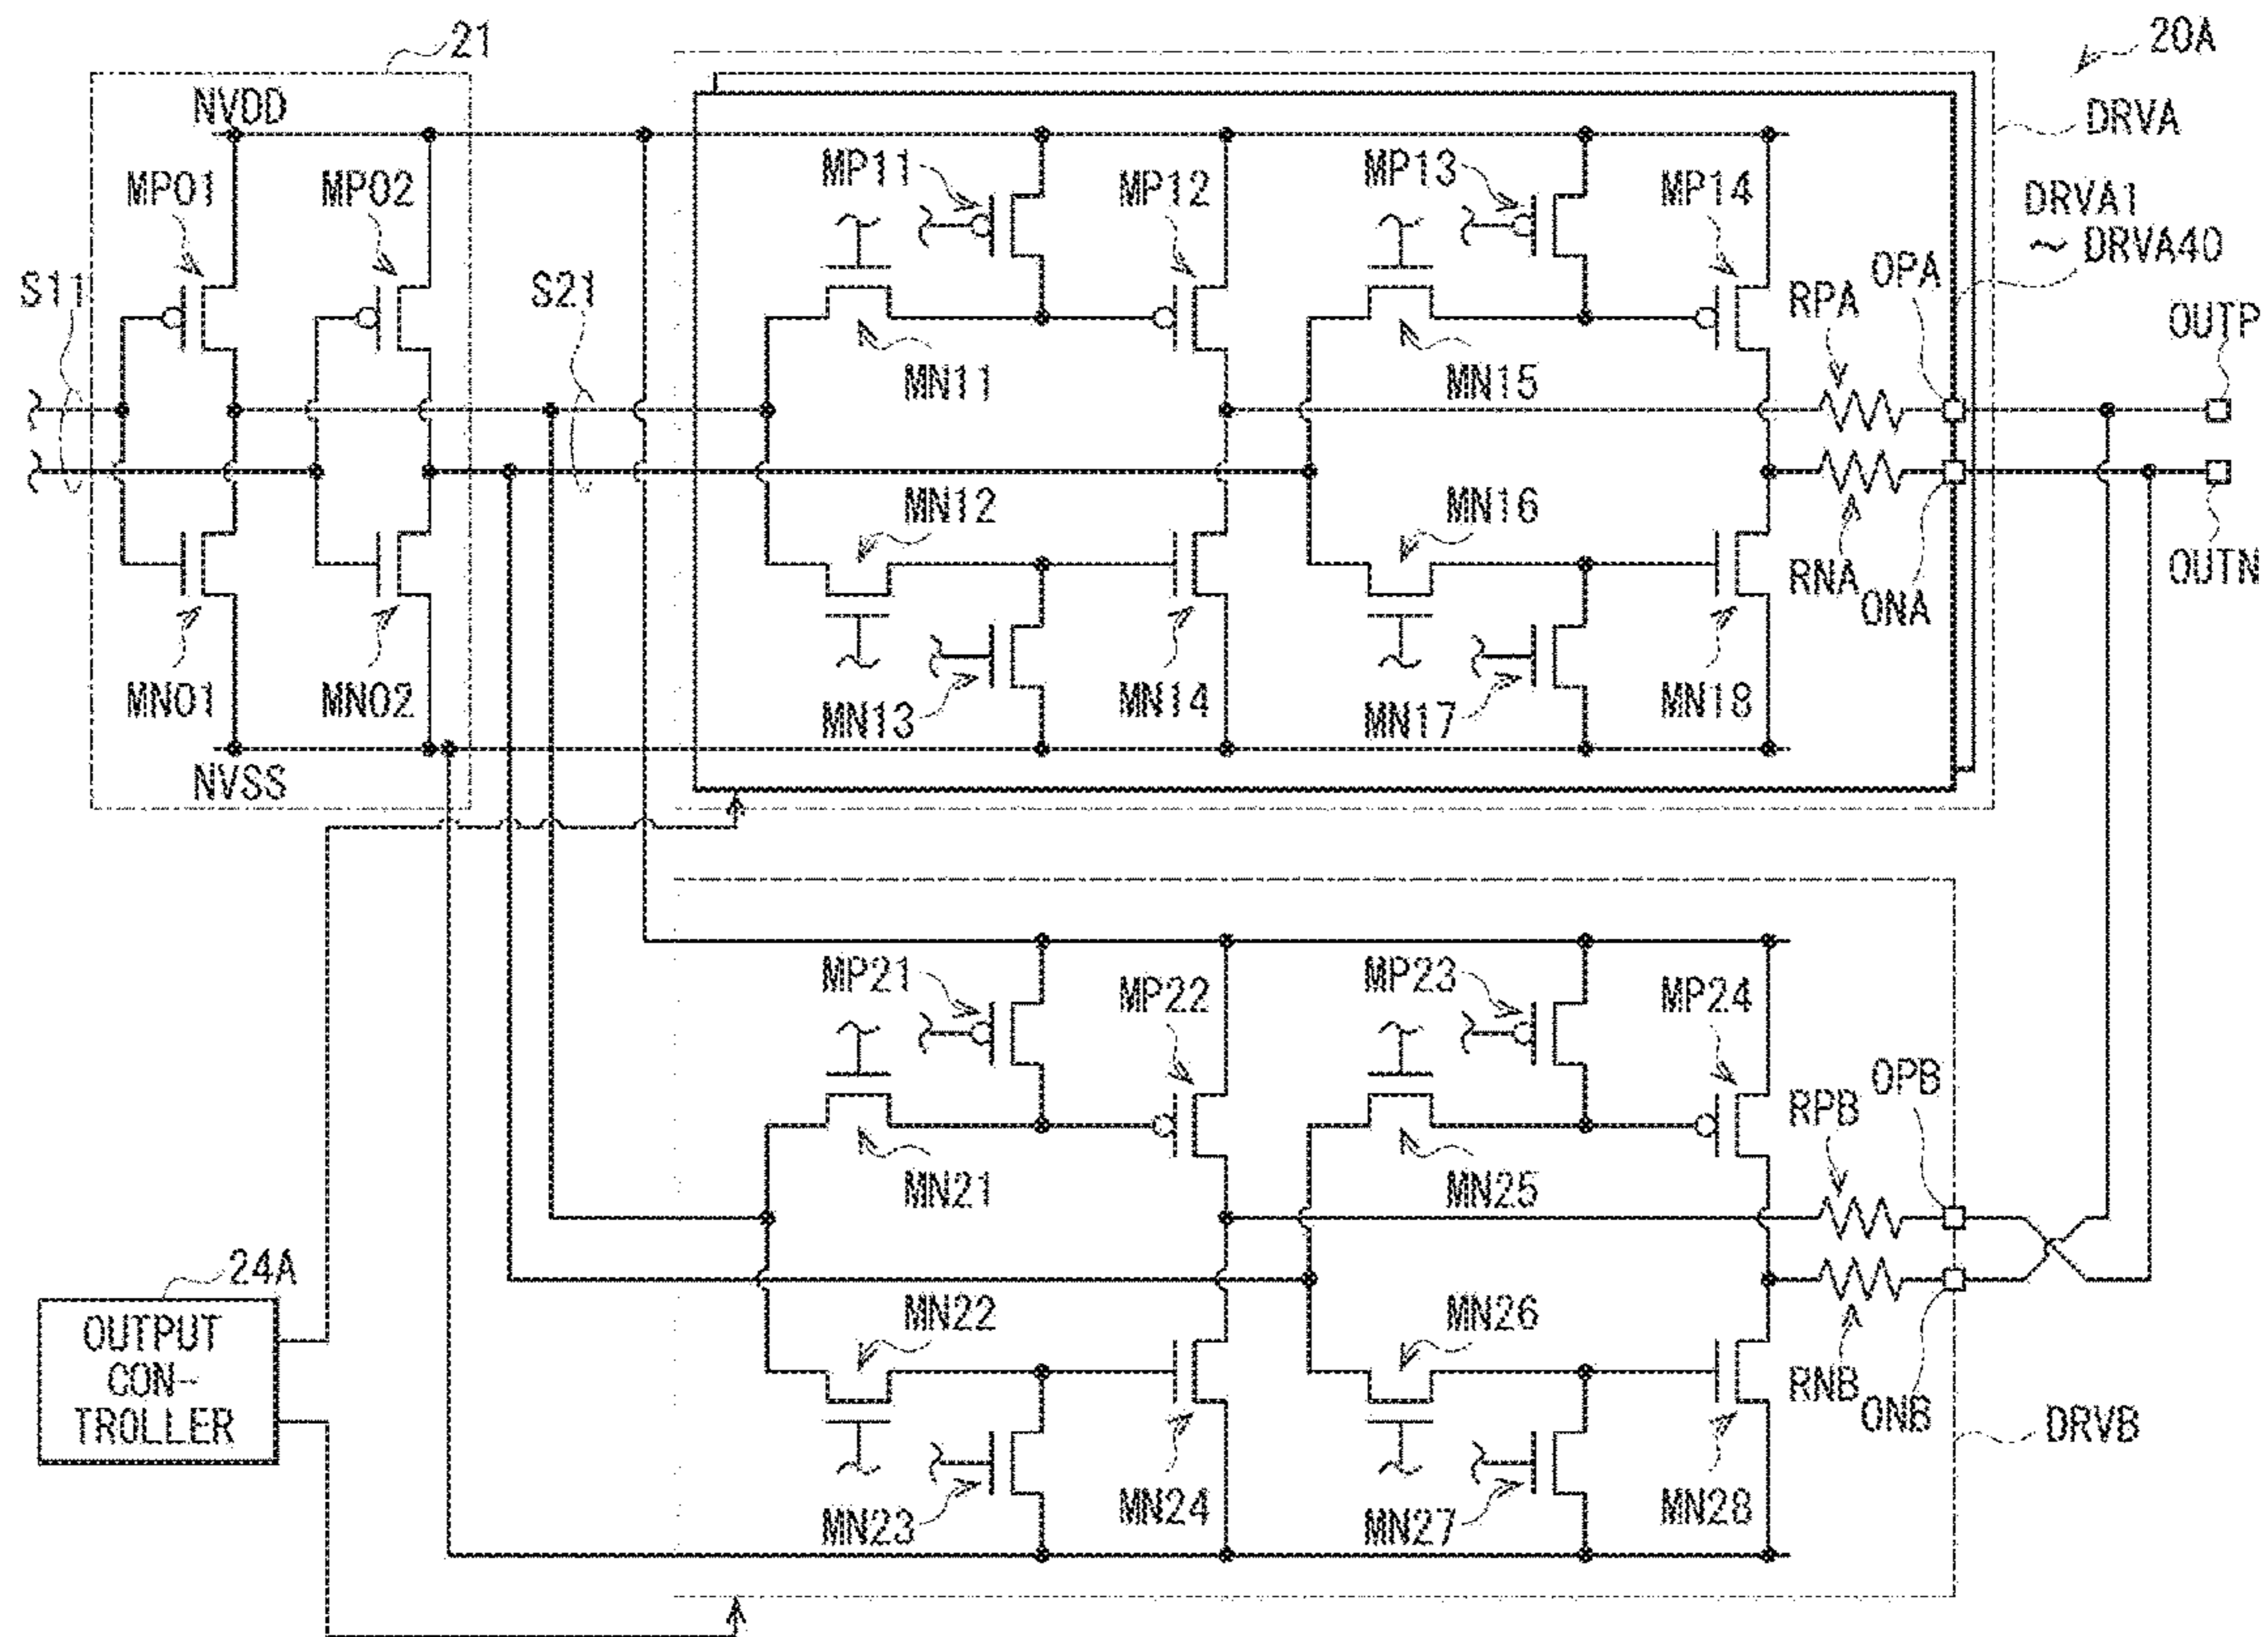 21
20A
NVDD
DRVA
MP01
MP02
MP11
MP12
MP13
MP14
DRVA1
~ DRVA40
S11
S21
OPA
RPA
OUTP
MN11
MN15
MN12
MN16
RNA
ONA
OUTN
MN01
MN02
MN13
MN14
MN17
MN18
NVSS
MP21
MP22
MP23
MP24
OPB
RPB
MN21
MN25
24A
OUTPUT
CON-
TROLLER
MN22
MN26
RNB
ONB
DRVB
MN23
MN24
MN27
MN28